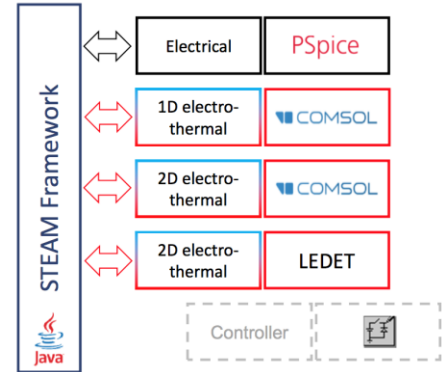 STEAM Framework
Java
Electrical
PSpice
1D electro-
thermal
COMSOL
2D electro-
thermal
COMSOL
2D electro-
thermal
LEDET
Controller